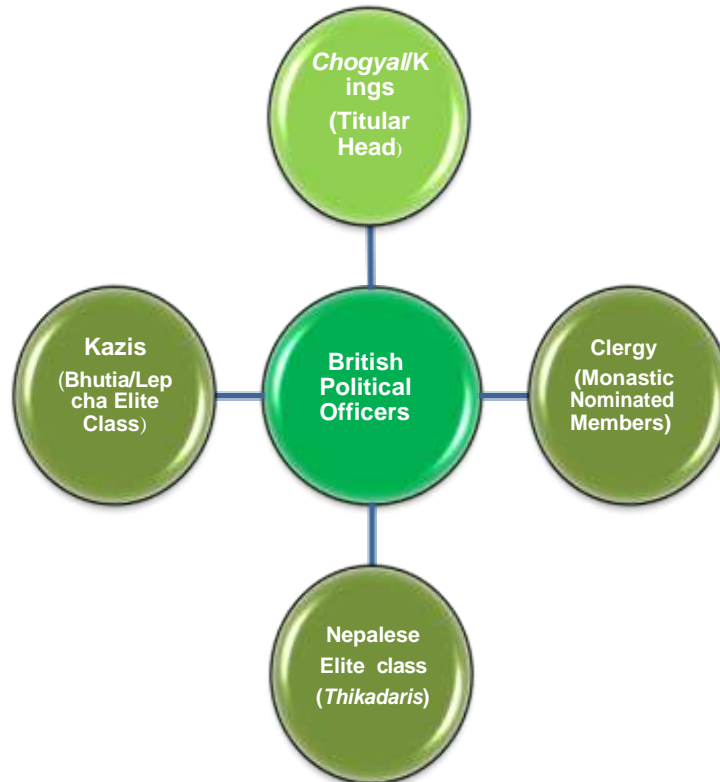 Chogyal/K
ings
(Titular
Head)
Kazis
(Bhutia/Lep
cha Elite
Class)
British
Political
Officers
Clergy
(Monastic
Nominated
Members)
Nepalese
Elite class
(Thikadaris)